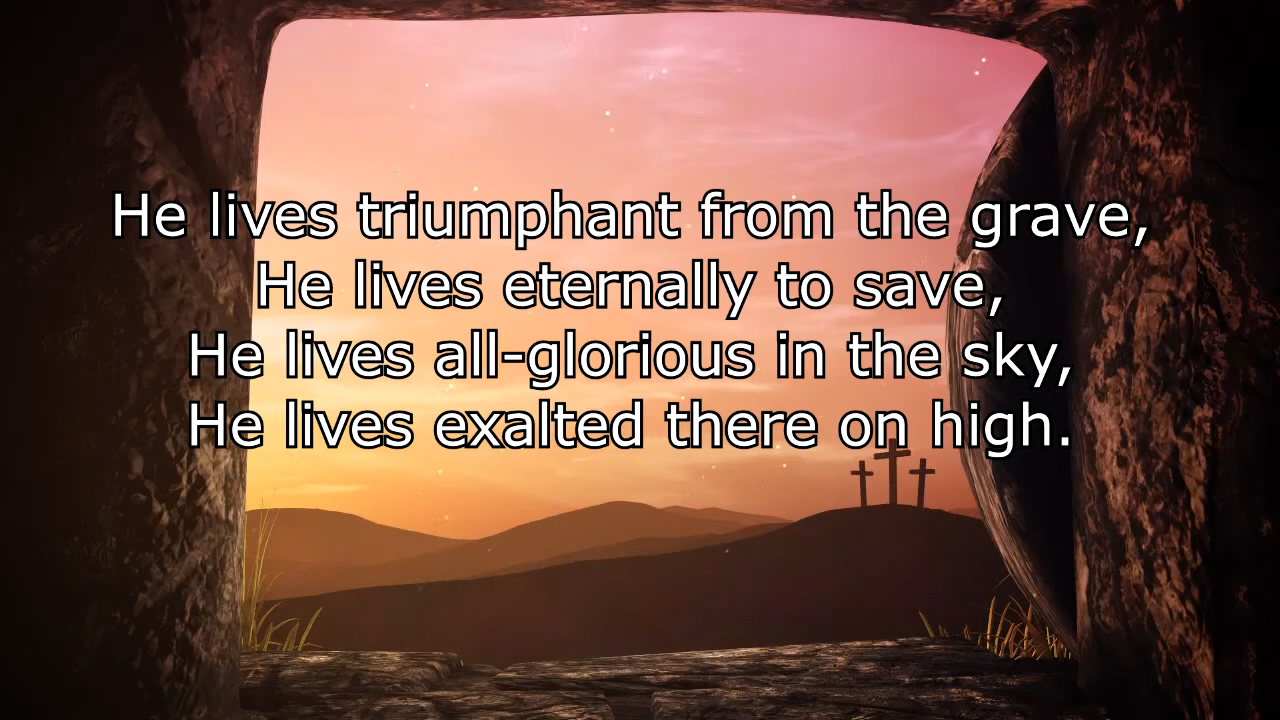 He lives triumphant from the grave,
He lives eternally to save,
He lives all-glorious in the sky,
He lives exalted there on high.